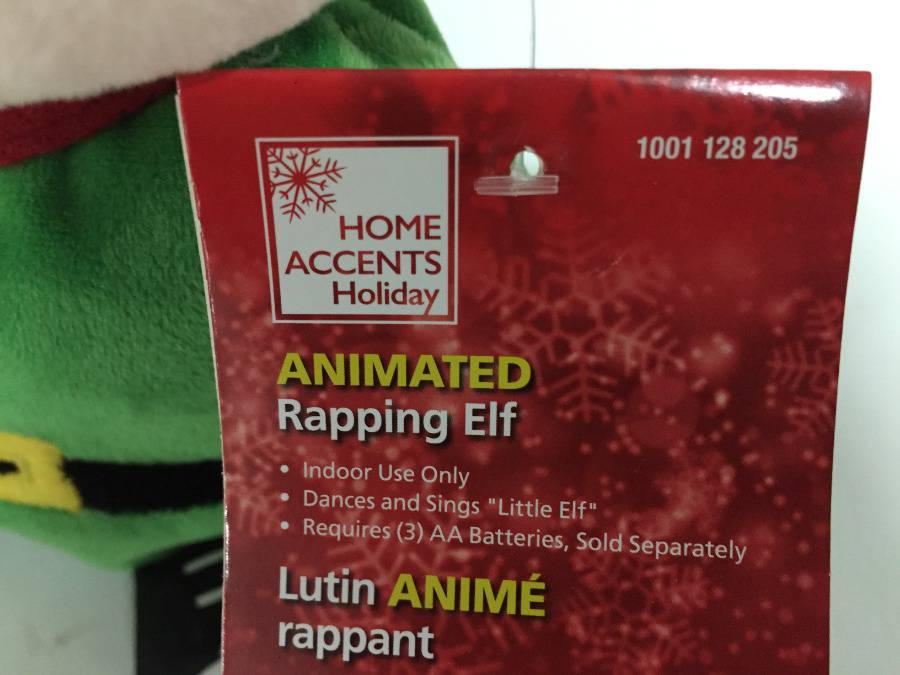 1001 128 205
HOME
ACCENTS
Holiday
ANIMATED
Rapping Elf
• Indoor Use Only
• Dances and Sings "Little Elf"
• Requires (3) AA Batteries, Sold Separately
Lutin ANIMÉ
rappant